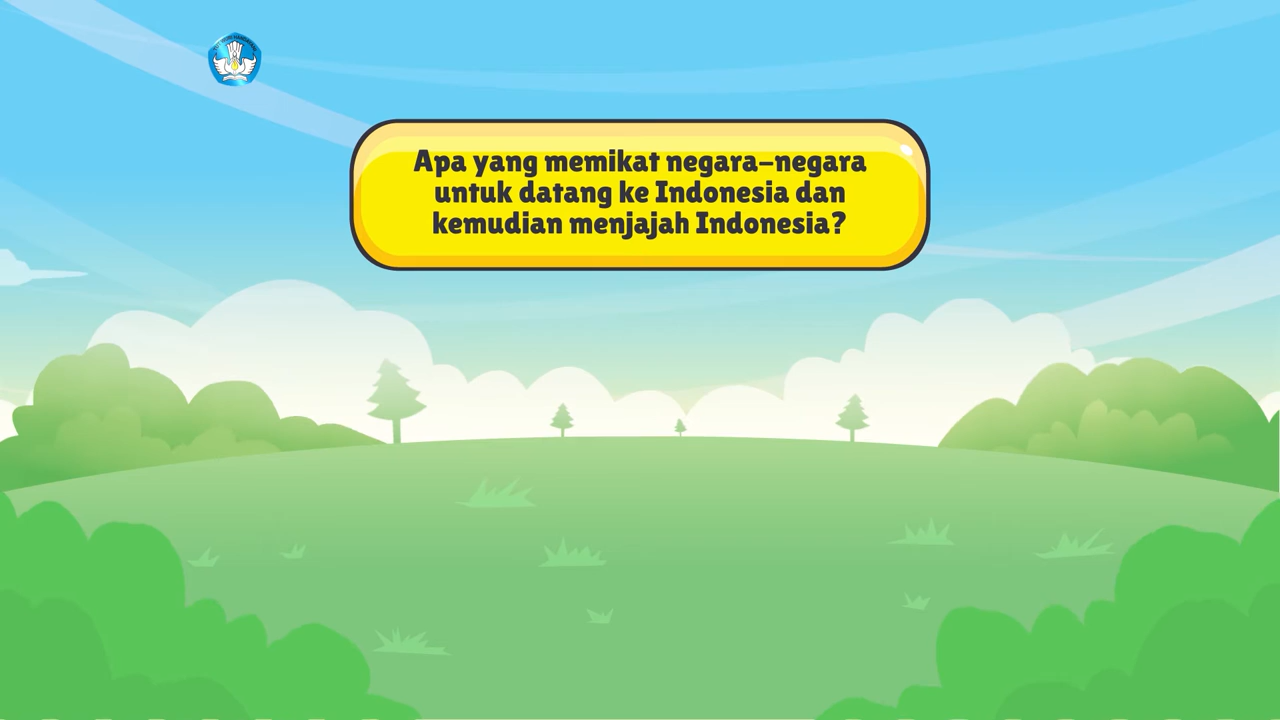 Apa yang memikat negara-negara
untuk datang ke Indonesia dan
kemudian menjajah Indonesia?